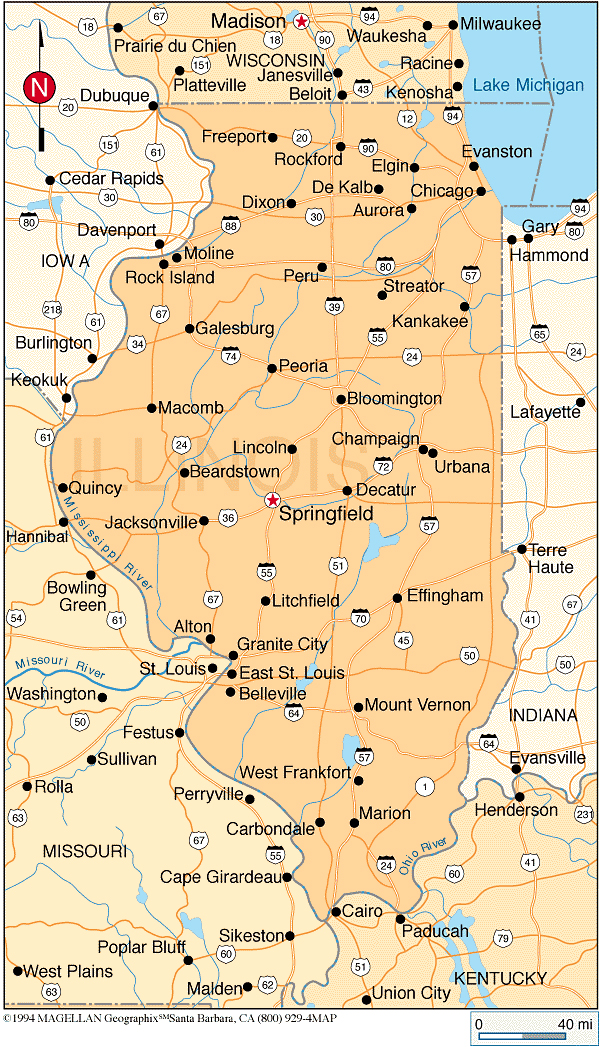 18
67
Madison
94
Milwaukee
18
90
Waukesha
Prairie du Chien
WISCONSIN
Racine
151
Janesville
Lake Michigan
Platteville
43
Kenosha
N
Dubuque
Beloit
94
20
12
Freeport
20
90
151
61
Rockford
Evanston
Elgin
Cedar Rapids
De Kalb
Chicago
30
Dixon
30
Aurora
94
80
88
Gary
80
Davenport
Moline
Hammond
IOWA
Rock Island
Peru
80
57
Streator
218
67
39
Kankakee
61
Galesburg
55
65
Burlington
34
74
24
24
Keokuk
Peoria
Macomb
Bloomington
Lafayette
61
24
Lincoln
Champaign
ILLINOIS
Beardstown
72
Urbana
Quincy
Decatur
Mississippi River
Springfield
Hannibal
Jacksonville
36
57
Terre
Haute
Bowling
Green
55
51
67
Litchfield
Effingham
67
54
61
70
41
Alton
45
Granite City
50
50
Missouri River
St. Louis
East St. Louis
Washington
Belleville
Mount Vernon
50
64
INDIANA
Festus
64
Sullivan
57
Evansville
West Frankfort
Rolla
1
Perryville
Henderson
63
Carbondale
Marion
231
67
Ohio River
MISSOURI
55
24
41
Cape Girardeau
60
Cairo
Paducah
Sikeston
79
Poplar Bluff
60
51
West Plains
KENTUCKY
63
Malden
62
Union City
©1994 MAGELLAN Geographix℠Santa Barbara, CA (800) 929-4MAP
0 40 mi